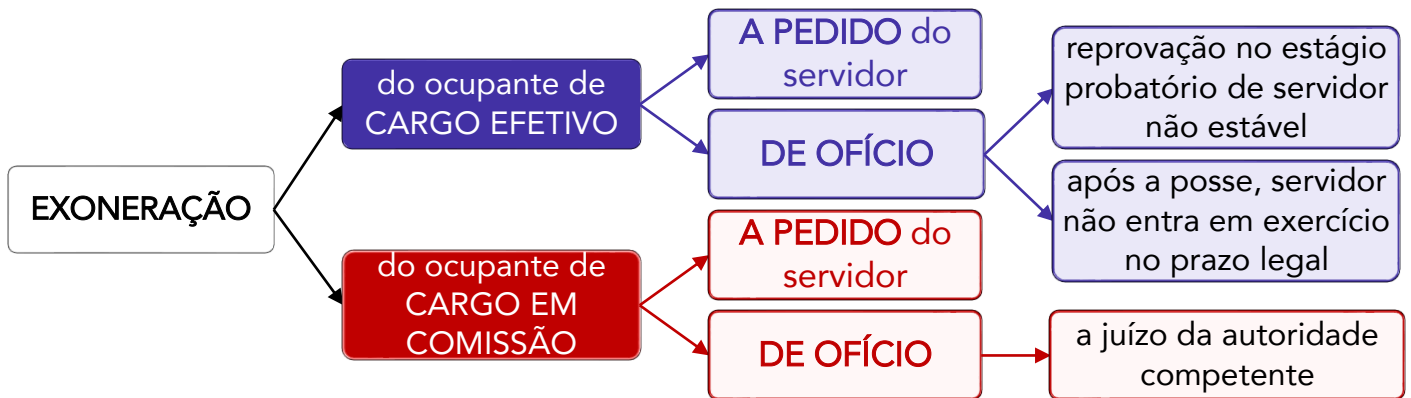 EXONERAÇÃO
do ocupante de
CARGO EFETIVO
A PEDIDO do
servidor
DE OFÍCIO
reprovação no estágio
probatório de servidor
não estável
após a posse, servidor
não entra em exercício
no prazo legal
do ocupante de
CARGO EM
COMISSÃO
A PEDIDO do
servidor
DE OFÍCIO
a juízo da autoridade
competente